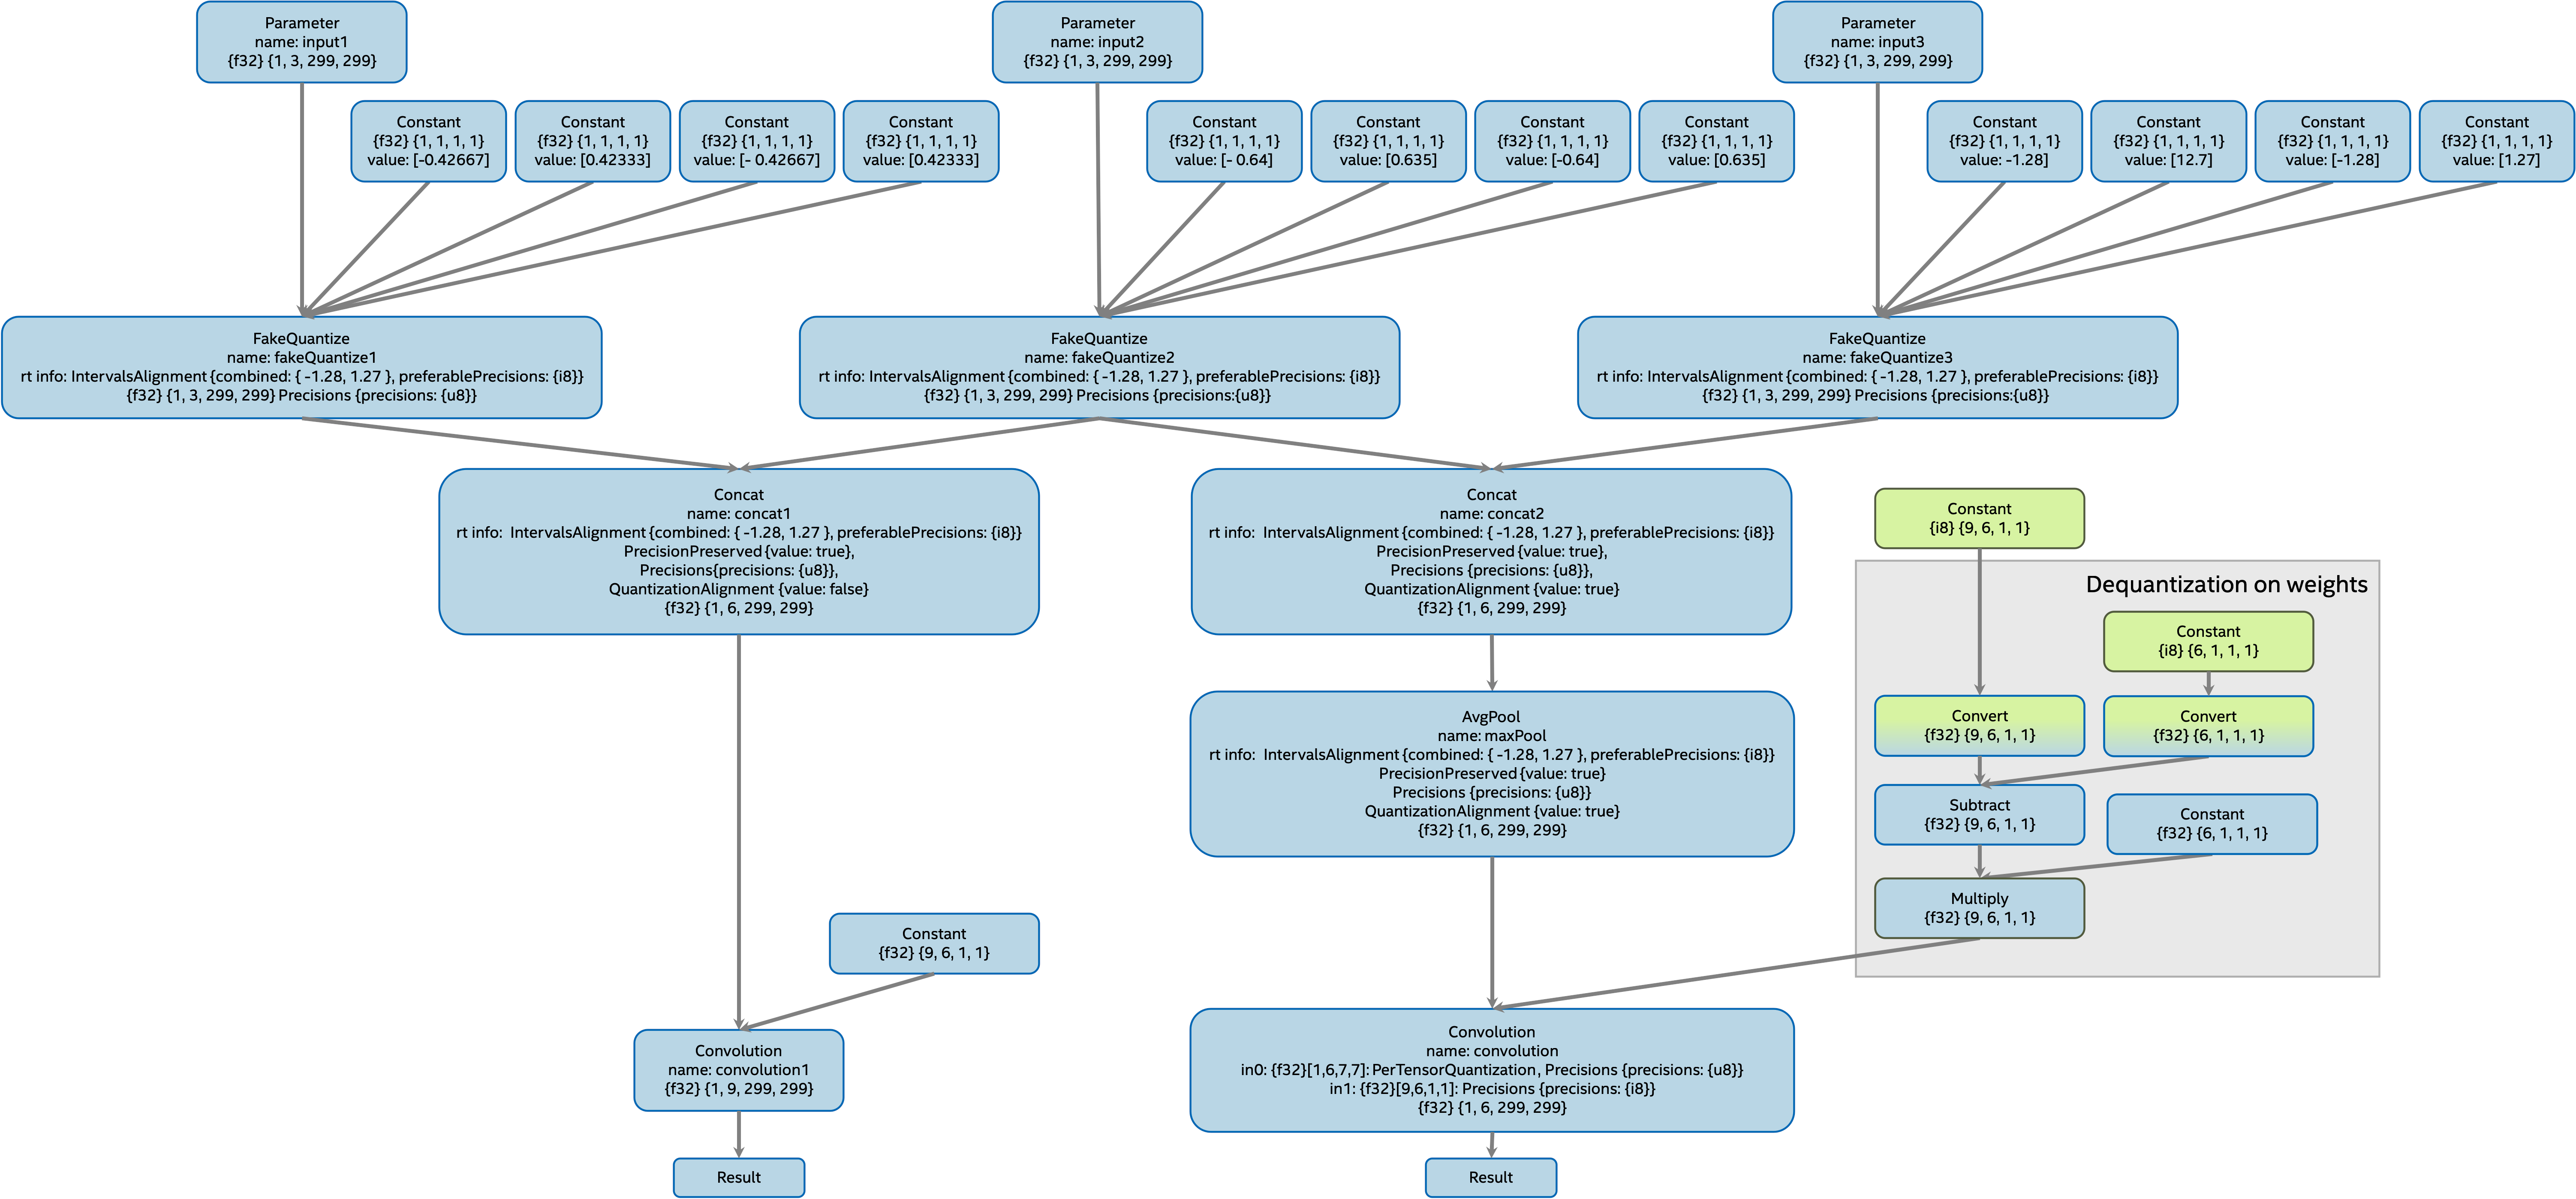 Parameter
name: input1
{f32} {1, 3, 299, 299}
Parameter
name: input2
{f32} {1, 3, 299, 299}
Parameter
name: input3
{f32} {1, 3, 299, 299}
Constant
{f32} {1, 1, 1, 1}
value: [-0.42667]
Constant
{f32} {1, 1, 1, 1}
value: [0.42333]
Constant
{f32} {1, 1, 1, 1}
value: [- 0.42667]
Constant
{f32} {1, 1, 1, 1}
value: [0.42333]
Constant
{f32} {1, 1, 1, 1}
value: [- 0.64]
Constant
{f32} {1, 1, 1, 1}
value: [0.635]
Constant
{f32} {1, 1, 1, 1}
value: [-0.64]
Constant
{f32} {1, 1, 1, 1}
value: [0.635]
Constant
{f32} {1, 1, 1, 1}
value: -1.28]
Constant
{f32} {1, 1, 1, 1}
value: [12.7]
Constant
{f32} {1, 1, 1, 1}
value: [-1.28]
Constant
{f32} {1, 1, 1, 1}
value: [1.27]
FakeQuantize
name: fakeQuantize1
rt info: IntervalsAlignment {combined: { -1.28, 1.27 }, preferablePrecisions: {i8}}
{f32} {1, 3, 299, 299} Precisions {precisions: {u8}}
FakeQuantize
name: fakeQuantize2
rt info: IntervalsAlignment {combined: { -1.28, 1.27 }, preferablePrecisions: {i8}}
{f32} {1, 3, 299, 299} Precisions {precisions:{u8}}
FakeQuantize
name: fakeQuantize3
rt info: IntervalsAlignment {combined: { -1.28, 1.27 }, preferablePrecisions: {i8}}
{f32} {1, 3, 299, 299} Precisions {precisions:{u8}}
Concat
name: concat1
rt info: IntervalsAlignment {combined: { -1.28, 1.27 }, preferablePrecisions: {i8}}
PrecisionPreserved {value: true},
Precisions{precisions: {u8}},
QuantizationAlignment {value: false}
{f32} {1, 6, 299, 299}
Concat
name: concat2
rt info: IntervalsAlignment {combined: { -1.28, 1.27 }, preferablePrecisions: {i8}}
PrecisionPreserved {value: true},
Precisions {precisions: {u8}},
QuantizationAlignment {value: true}
{f32} {1, 6, 299, 299}
Constant
{i8} {9, 6, 1, 1}
Dequantization on weights
Constant
{i8} {6, 1, 1, 1}
Convert
{f32} {9, 6, 1, 1}
Convert
{f32} {6, 1, 1, 1}
Subtract
{f32} {9, 6, 1, 1}
Constant
{f32} {6, 1, 1, 1}
Multiply
{f32} {9, 6, 1, 1}
AvgPool
name: maxPool
rt info: IntervalsAlignment {combined: { -1.28, 1.27 }, preferablePrecisions: {i8}}
PrecisionPreserved {value: true}
Precisions {precisions: {u8}}
QuantizationAlignment {value: true}
{f32} {1, 6, 299, 299}
Constant
{f32} {9, 6, 1, 1}
Convolution
name: convolution1
{f32} {1, 9, 299, 299}
Convolution
name: convolution
in0: {f32}[1,6,7,7]: PerTensorQuantization, Precisions {precisions: {u8}}
in1: {f32}[9,6,1,1]: Precisions {precisions: {i8}}
{f32} {1, 6, 299, 299}
Result
Result